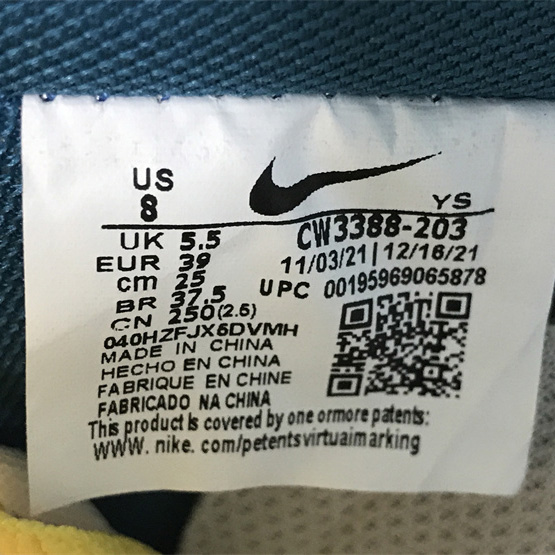 US
8
YS
UK 5.5
EUR 39
cm 25
BR 37.5
CN 250(2.5)
CW3388-203
11/03/21|12/16/21
UPC 00195969065878
040HZFJX6DVMH
MADE IN CHINA
HECHO EN CHINA
FABRIQUE EN CHINE
FABRICADO NA CHINA
This product ls covered by one ormore patents:
WWW. nike. com/petentsvirtuaimarking